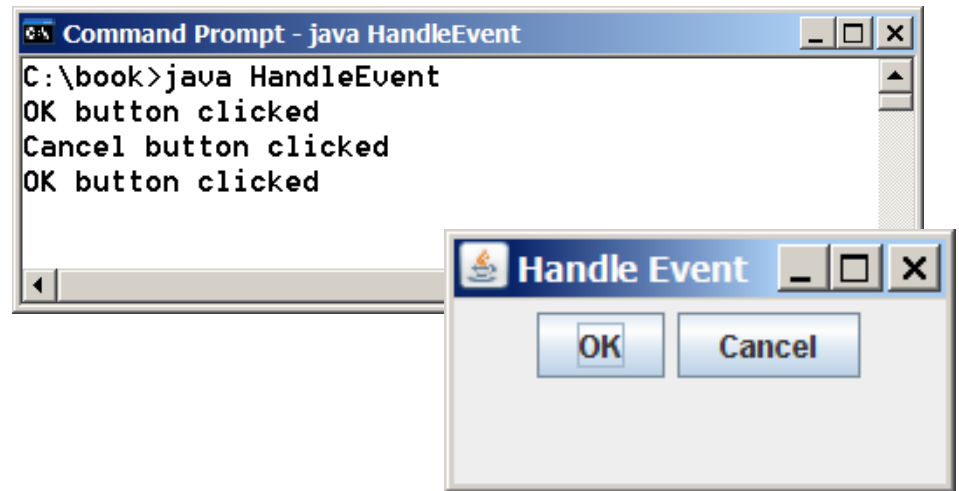 Command Prompt - java HandleEvent
C:\book>java HandleEvent
OK button clicked
Cancel button clicked
OK button clicked
Handle Event
OK Cancel